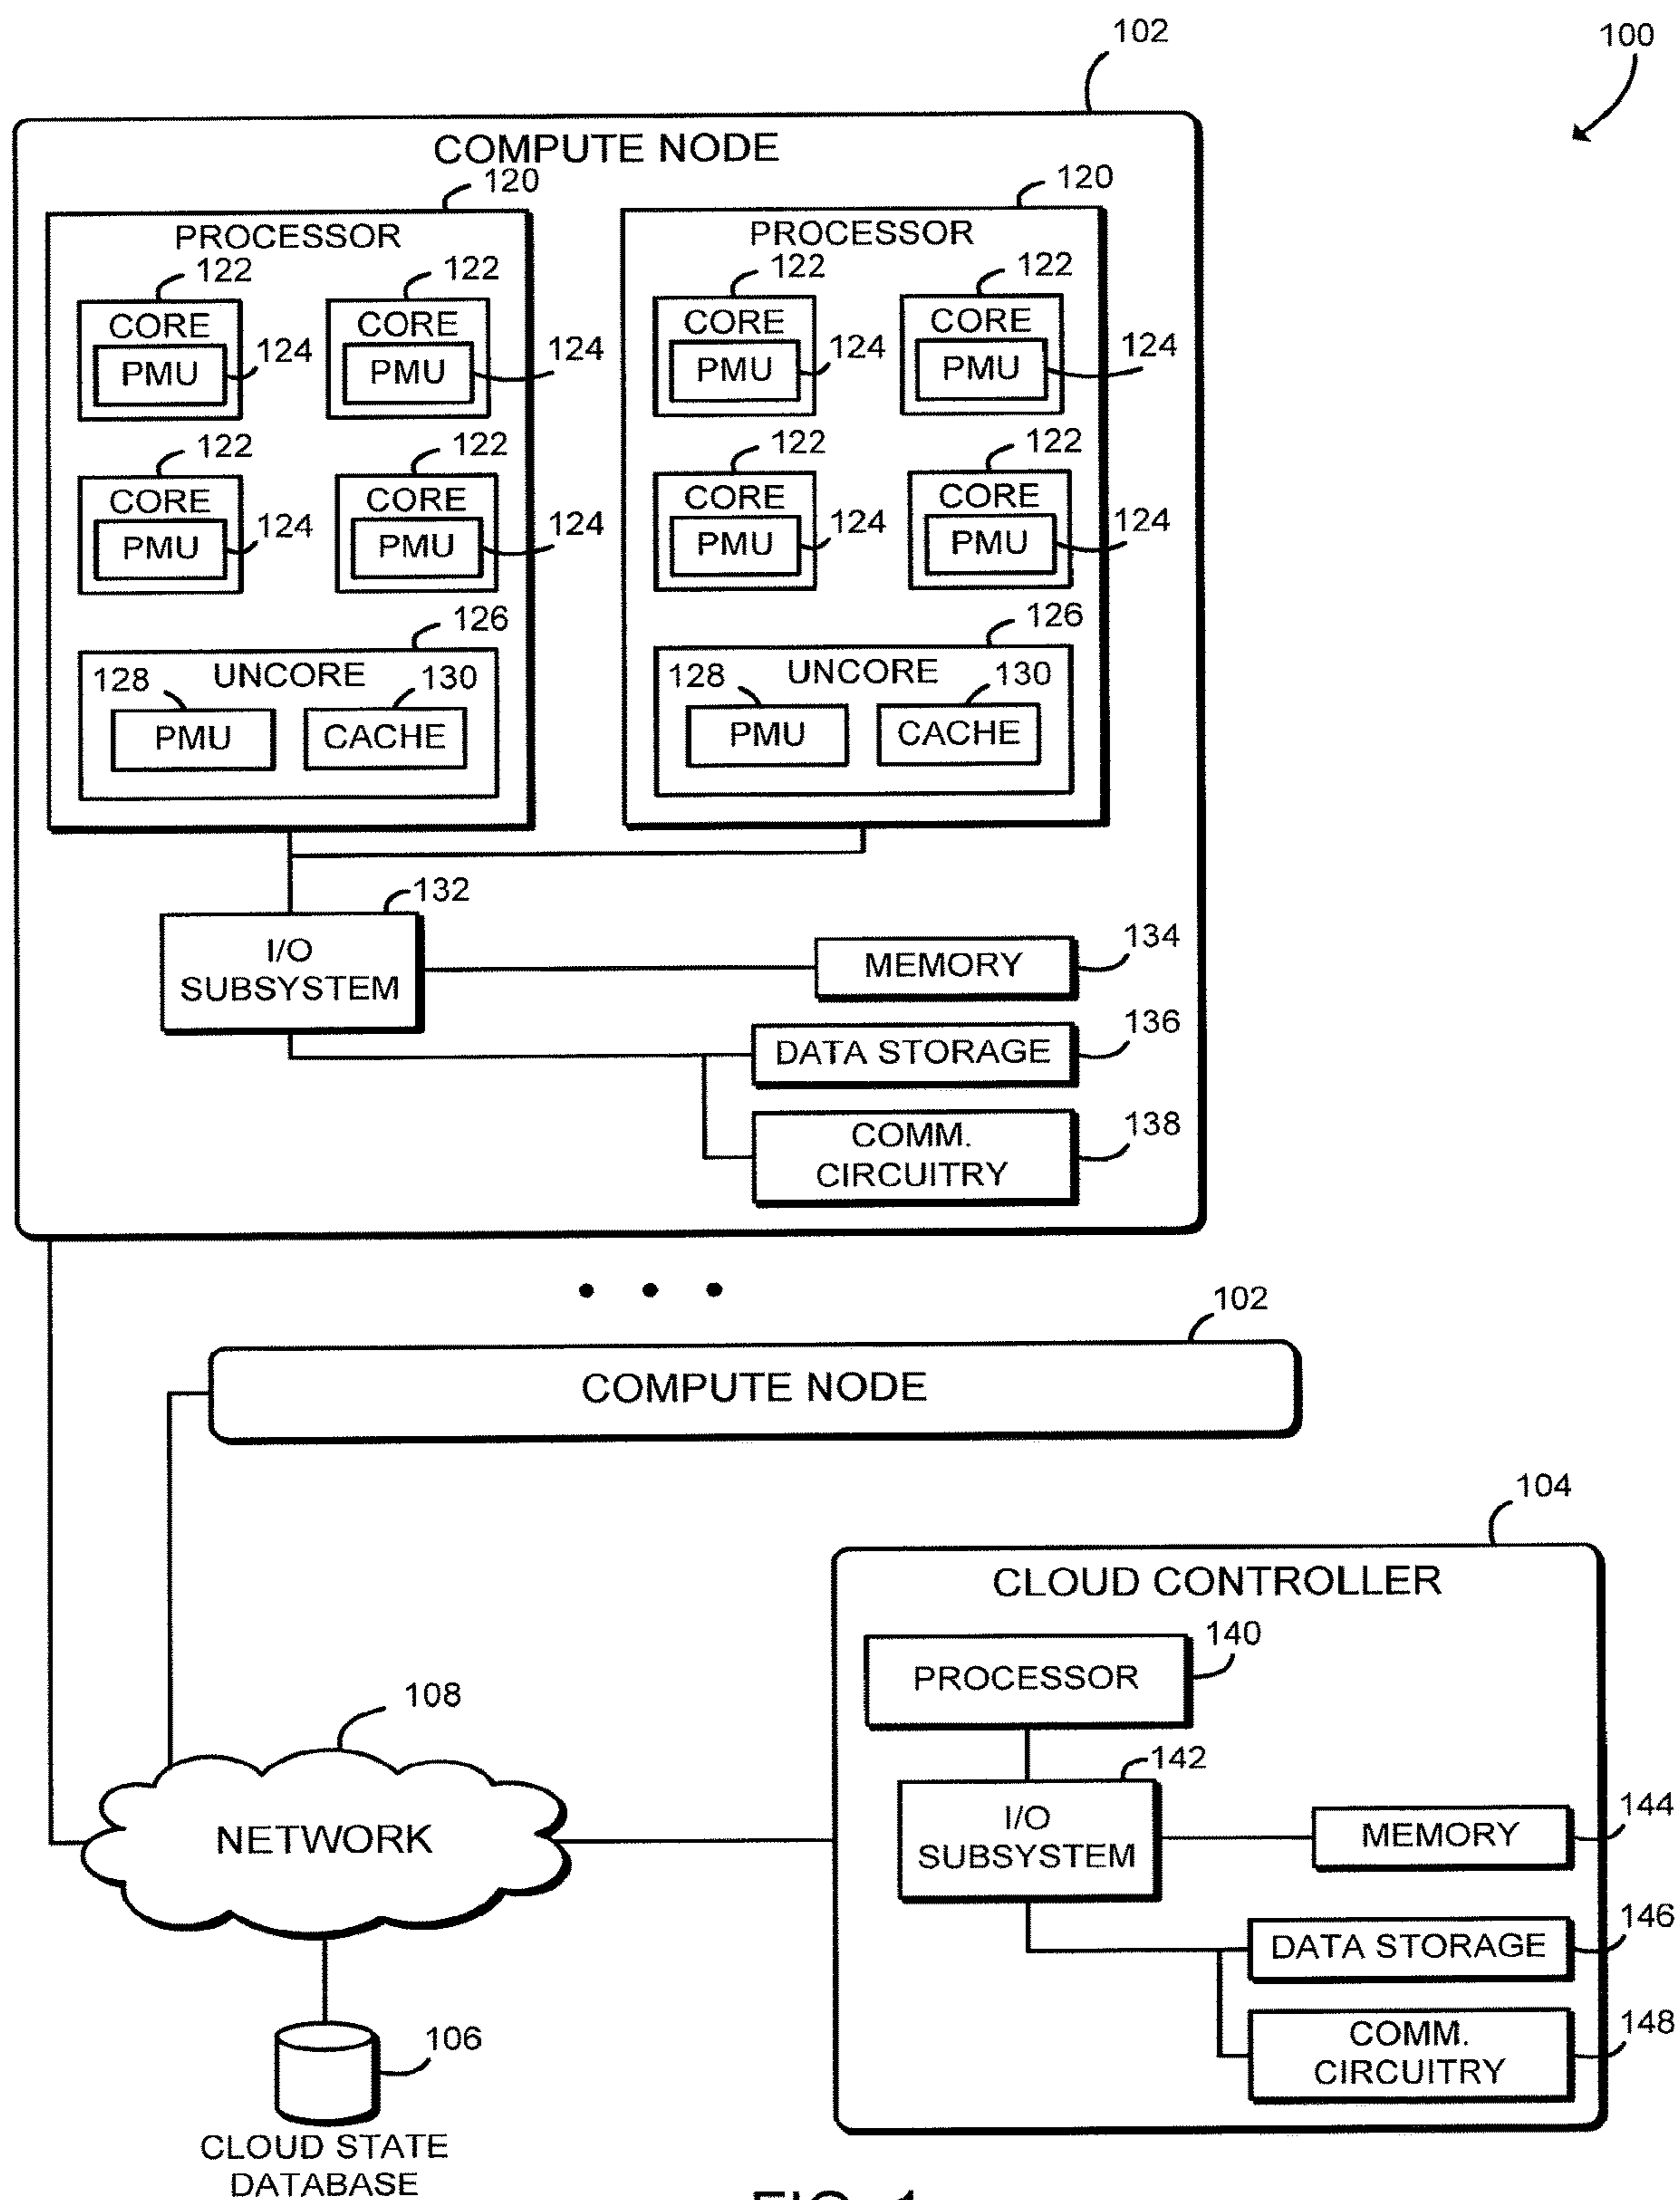 102
100
COMPUTE NODE
120
120
PROCESSOR
PROCESSOR
122
122
122
122
CORE
CORE
CORE
CORE
PMU
124
PMU
124
PMU
124
PMU
124
122
122
122
122
CORE
CORE
CORE
CORE
PMU
124
PMU
124
PMU
124
PMU
124
126
126
UNCORE
UNCORE
128
130
128
130
PMU
CACHE
PMU
CACHE
132
I/O
SUBSYSTEM
MEMORY
134
DATA STORAGE
136
COMM.
CIRCUITRY
138
102
COMPUTE NODE
104
CLOUD CONTROLLER
140
PROCESSOR
108
142
NETWORK
I/O
SUBSYSTEM
MEMORY
144
DATA STORAGE
146
COMM.
CIRCUITRY
148
106
CLOUD STATE
DATABASE
FIG. 1